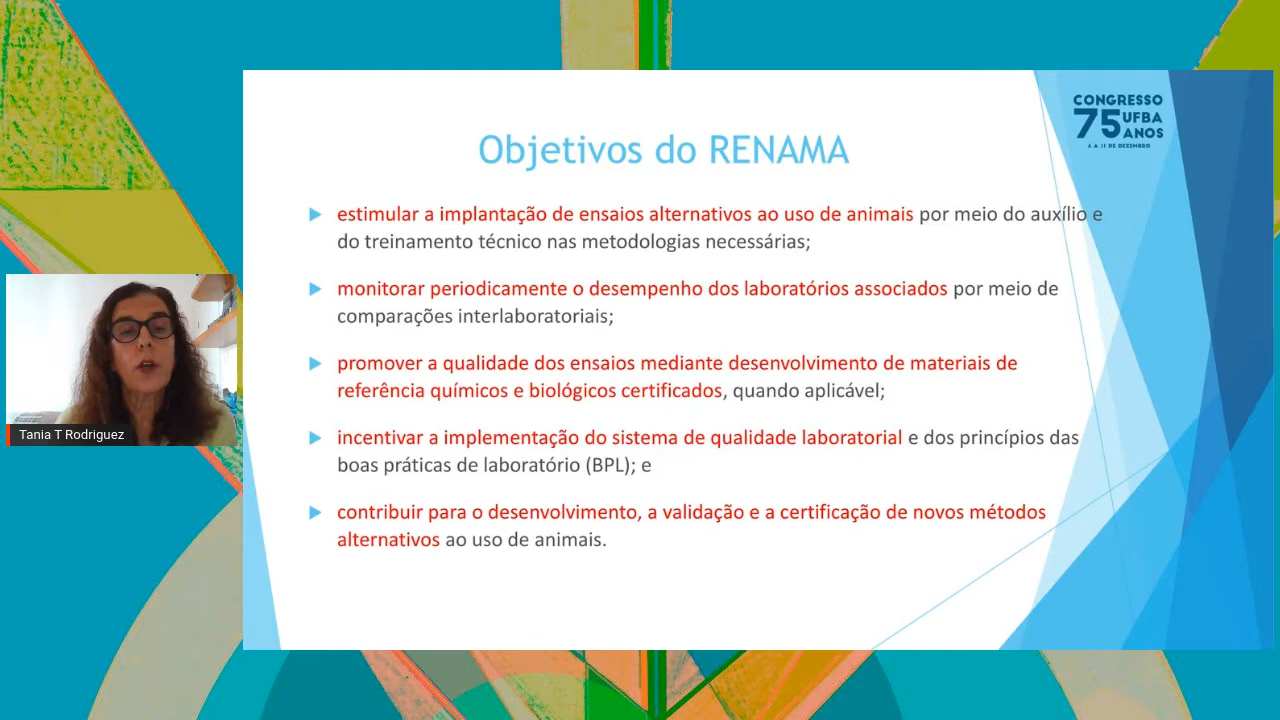 CONGRESSO
75 UFBA
ANOS
6 A 11 DE DEZEMBRO
Objetivos do RENAMA
estimular a implantação de ensaios alternativos ao uso de animais por meio do auxílio e
do treinamento técnico nas metodologias necessárias;
monitorar periodicamente o desempenho dos laboratórios associados por meio de
comparações interlaboratoriais;
promover a qualidade dos ensaios mediante desenvolvimento de materiais de
referência químicos e biológicos certificados, quando aplicável;
incentivar a implementação do sistema de qualidade laboratorial e dos princípios das
boas práticas de laboratório (BPL); e
contribuir para o desenvolvimento, a validação e a certificação de novos métodos
alternativos ao uso de animais.
Tania T Rodriguez